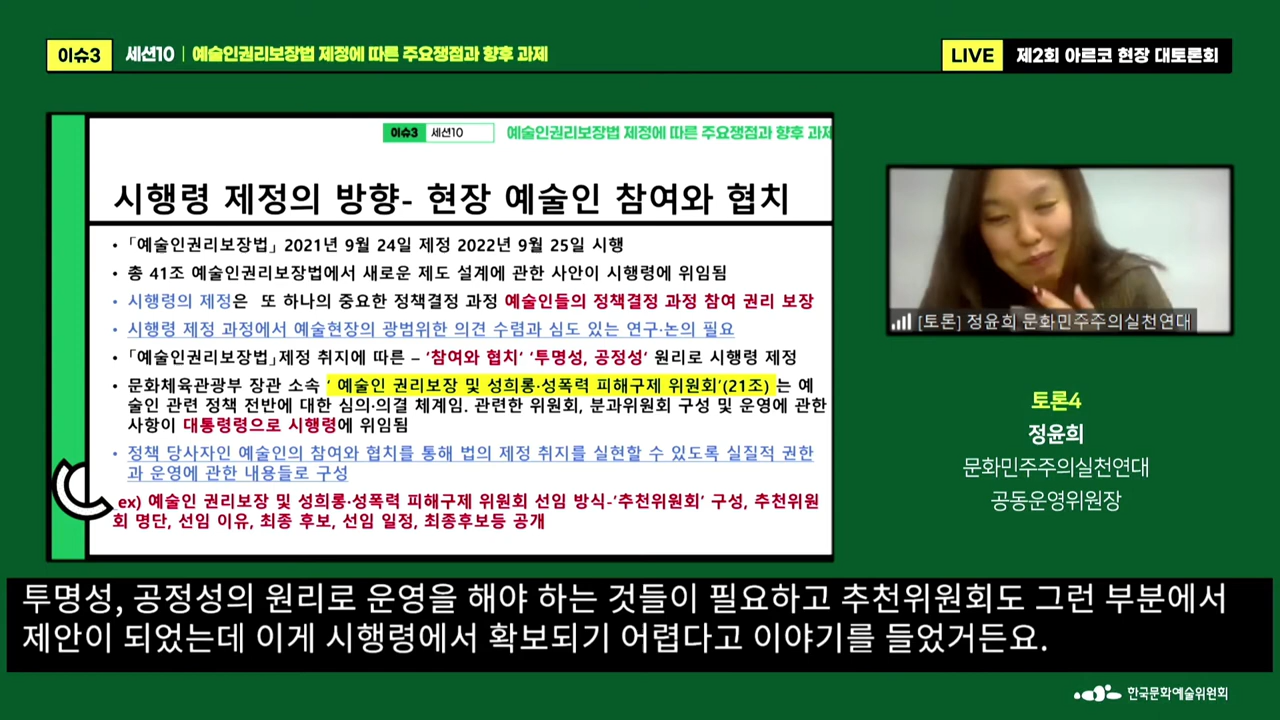 이슈3 세션10 | 예술인권리보장법 제정에 따른 주요쟁점과 향후 과제
LIVE 제2회 아르코 현장 대토론회
이슈3 세션10 예술인권리보장법 제정에 따른 주요쟁점과 향후 과제
시행령 제정의 방향- 현장 예술인 참여와 협치
• 「예술인권리보장법」 2021년 9월 24일 제정 2022년 9월 25일 시행
• 총 41조 예술인권리보장법에서 새로운 제도 설계에 관한 사안이 시행령에 위임됨
• 시행령의 제정은 또 하나의 중요한 정책결정 과정 예술인들의 정책결정 과정 참여 권리 보장
• 시행령 제정 과정에서 예술현장의 광범위한 의견 수렴과 심도 있는 연구·논의 필요
• 「예술인권리보장법」제정 취지에 따른 – ‘참여와 협치‘ ‘투명성, 공정성‘ 원리로 시행령 제정
• 문화체육관광부 장관 소속 ‘ 예술인 권리보장 및 성희롱·성폭력 피해구제 위원회’(21조) 는 예
술인 관련 정책 전반에 대한 심의·의결 체계임. 관련한 위원회, 분과위원회 구성 및 운영에 관한
사항이 대통령령으로 시행령에 위임됨
• 정책 당사자인 예술인의 참여와 협치를 통해 법의 제정 취지를 실현할 수 있도록 실질적 권한
과 운영에 관한 내용들로 구성
ex) 예술인 권리보장 및 성희롱·성폭력 피해구제 위원회 선임 방식-‘추천위원회’ 구성, 추천위원
회 명단, 선임 이유, 최종 후보, 선임 일정, 최종후보등 공개
[토론] 정윤희 문화민주주의실천연대
토론4
정윤희
문화민주주의실천연대
공동운영위원장
투명성, 공정성의 원리로 운영을 해야 하는 것들이 필요하고 추천위원회도 그런 부분에서
제안이 되었는데 이게 시행령에서 확보되기 어렵다고 이야기를 들었거든요.
한국문화예술위원회